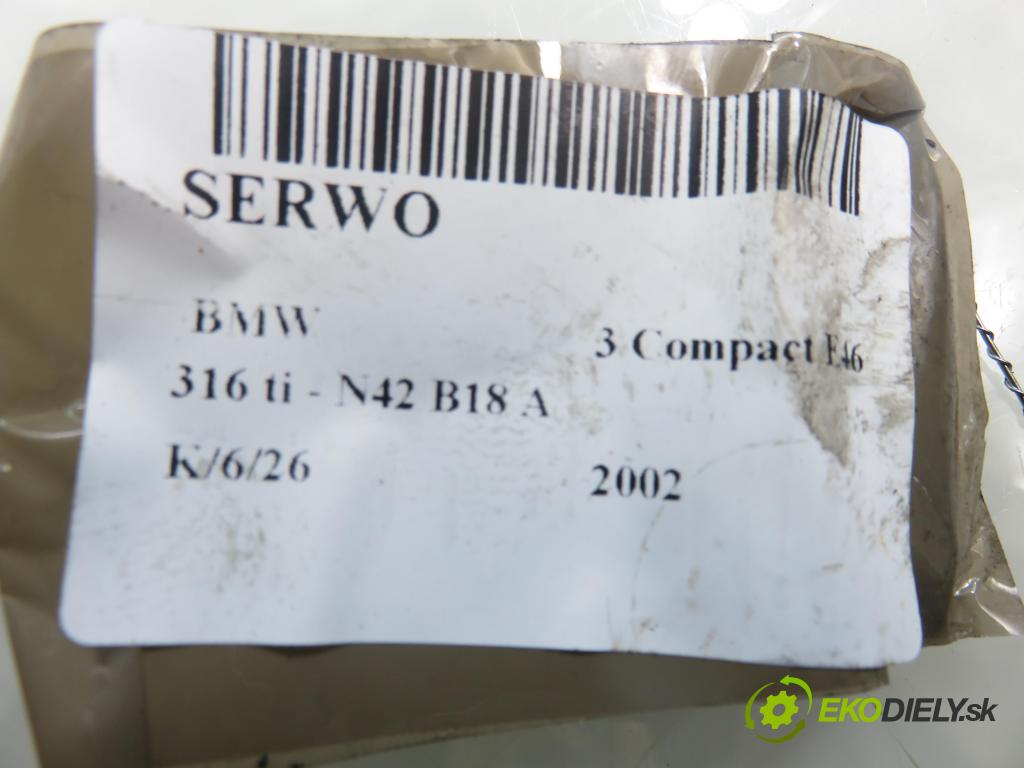 SERWO
BMW 3 Compact E46
316 ti - N42 B18 A
K/6/26 2002
EKODIELY.sk